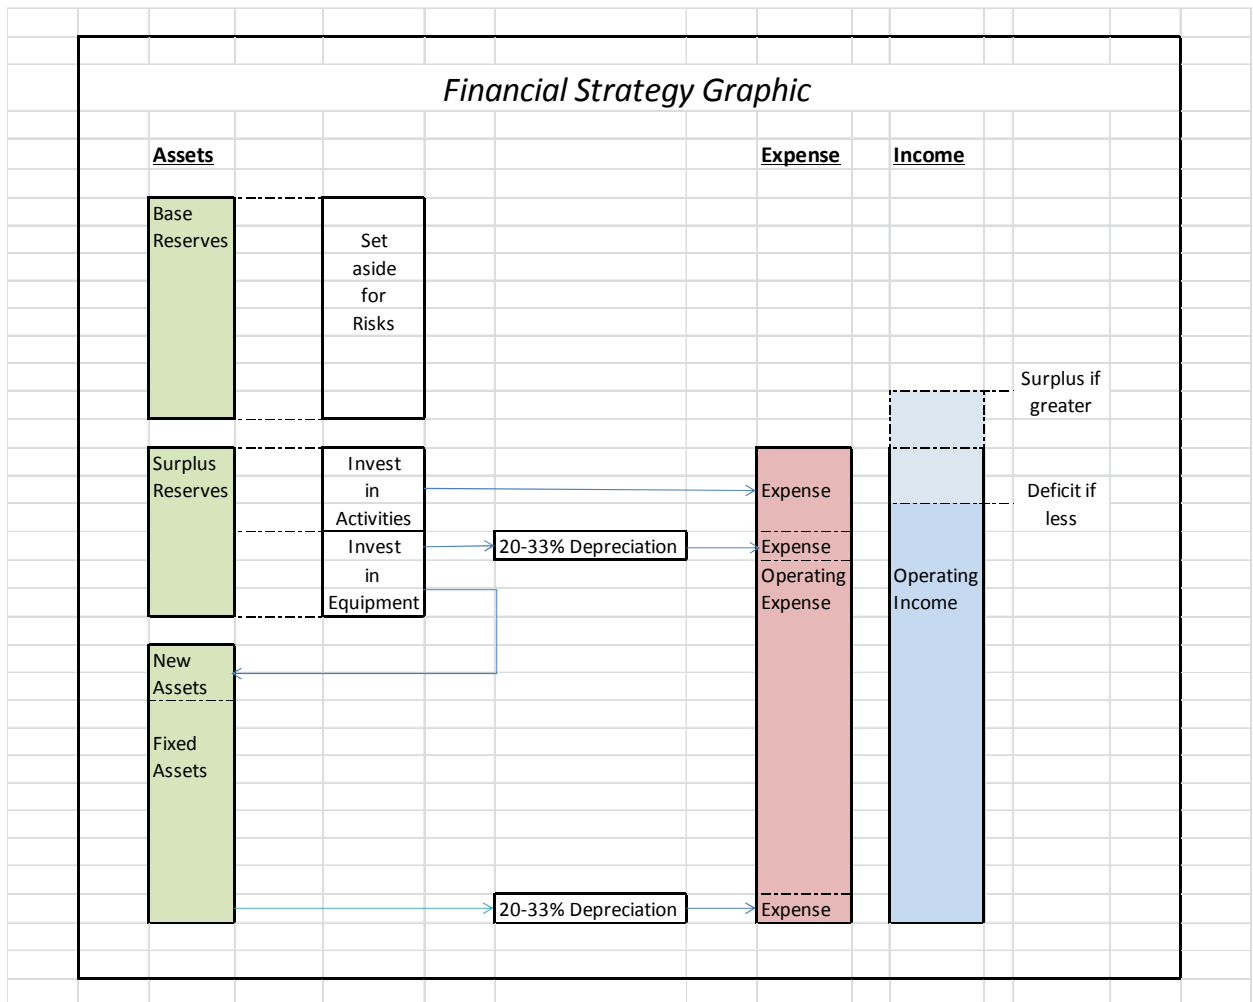 Financial Strategy Graphic
Assets
Expense
Income
Base
Reserves
Set
aside
for
Risks
Surplus if
greater
Surplus
Reserves
Invest
in
Activities
Expense
Deficit if
less
Invest
in
Equipment
20-33% Depreciation
Expense
Operating
Expense
Operating
Income
New
Assets
Fixed
Assets
20-33% Depreciation
Expense